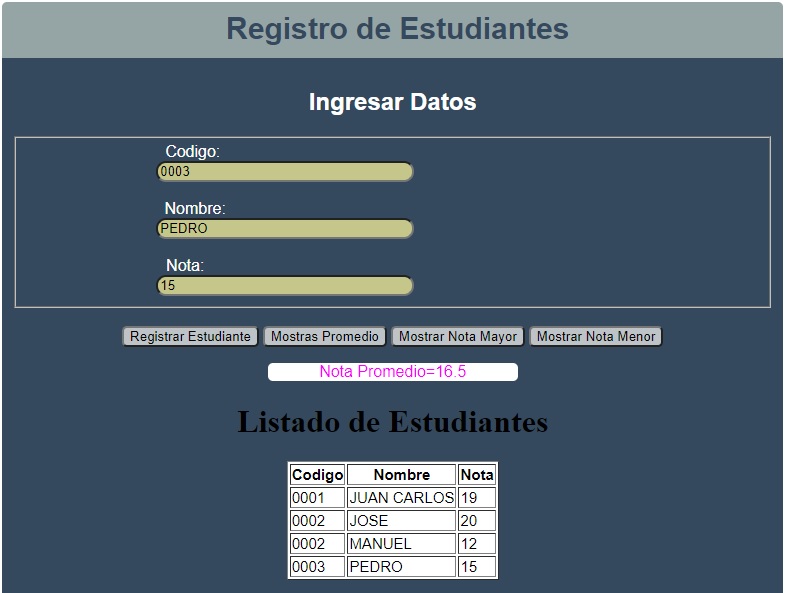 Registro de Estudiantes
Ingresar Datos
Codigo:
0003
Nombre:
PEDRO
Nota:
15
Registrar Estudiante Mostras Promedio Mostrar Nota Mayor Mostrar Nota Menor
Nota Promedio=16.5
Listado de Estudiantes
Codigo Nombre Nota
0001 JUAN CARLOS 19
0002 JOSE 20
0002 MANUEL 12
0003 PEDRO 15